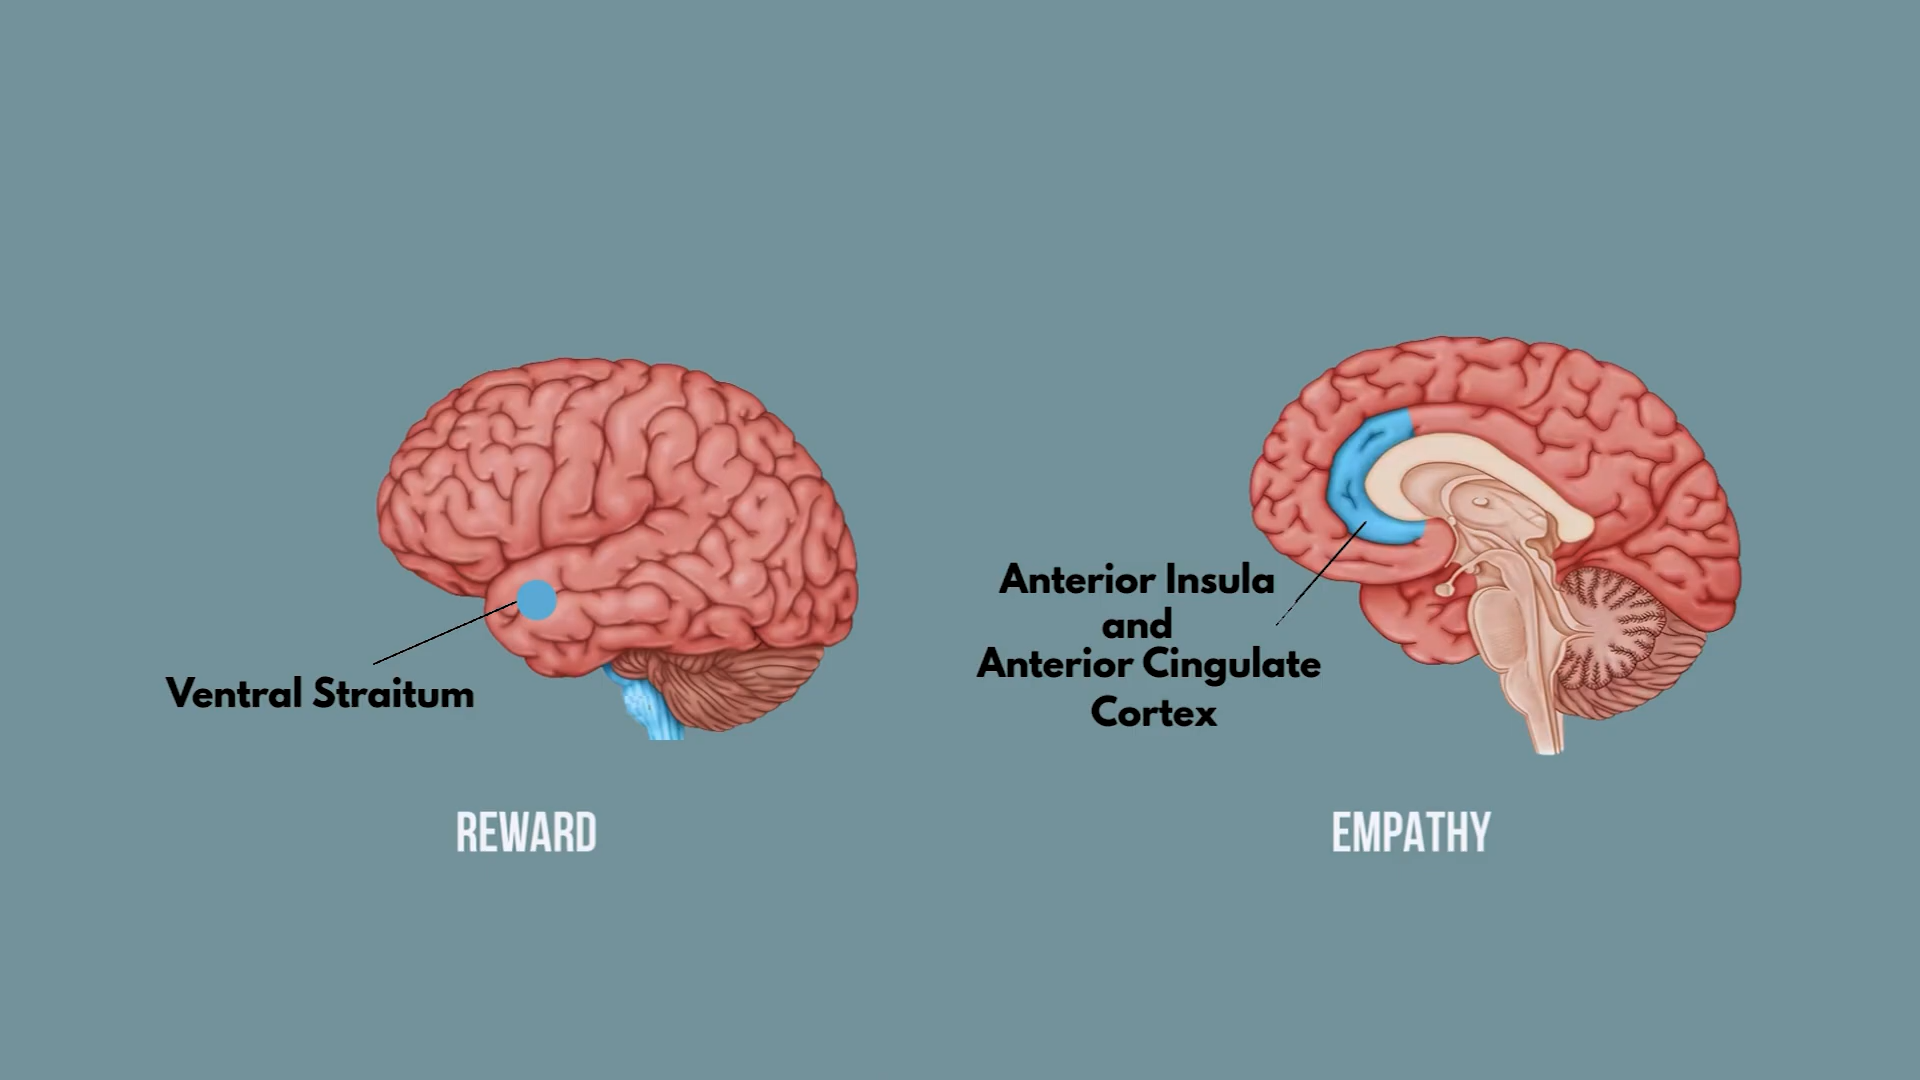 Ventral Straitum
REWARD
Anterior Insula
and
Anterior Cingulate
Cortex
EMPATHY